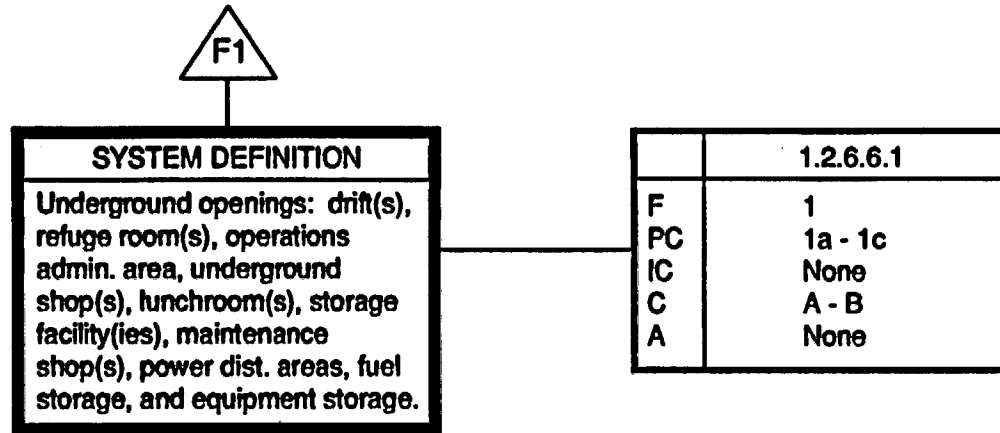 F1
SYSTEM DEFINITION
Underground openings: drift(s),
refuge room(s), operations
admin. area, underground
shop(s), lunchroom(s), storage
facility(ies), maintenance
shop(s), power dist. areas, fuel
storage, and equipment storage.
1.2.6.6.1
F 1
PC 1a - 1c
IC None
C A - B
A None